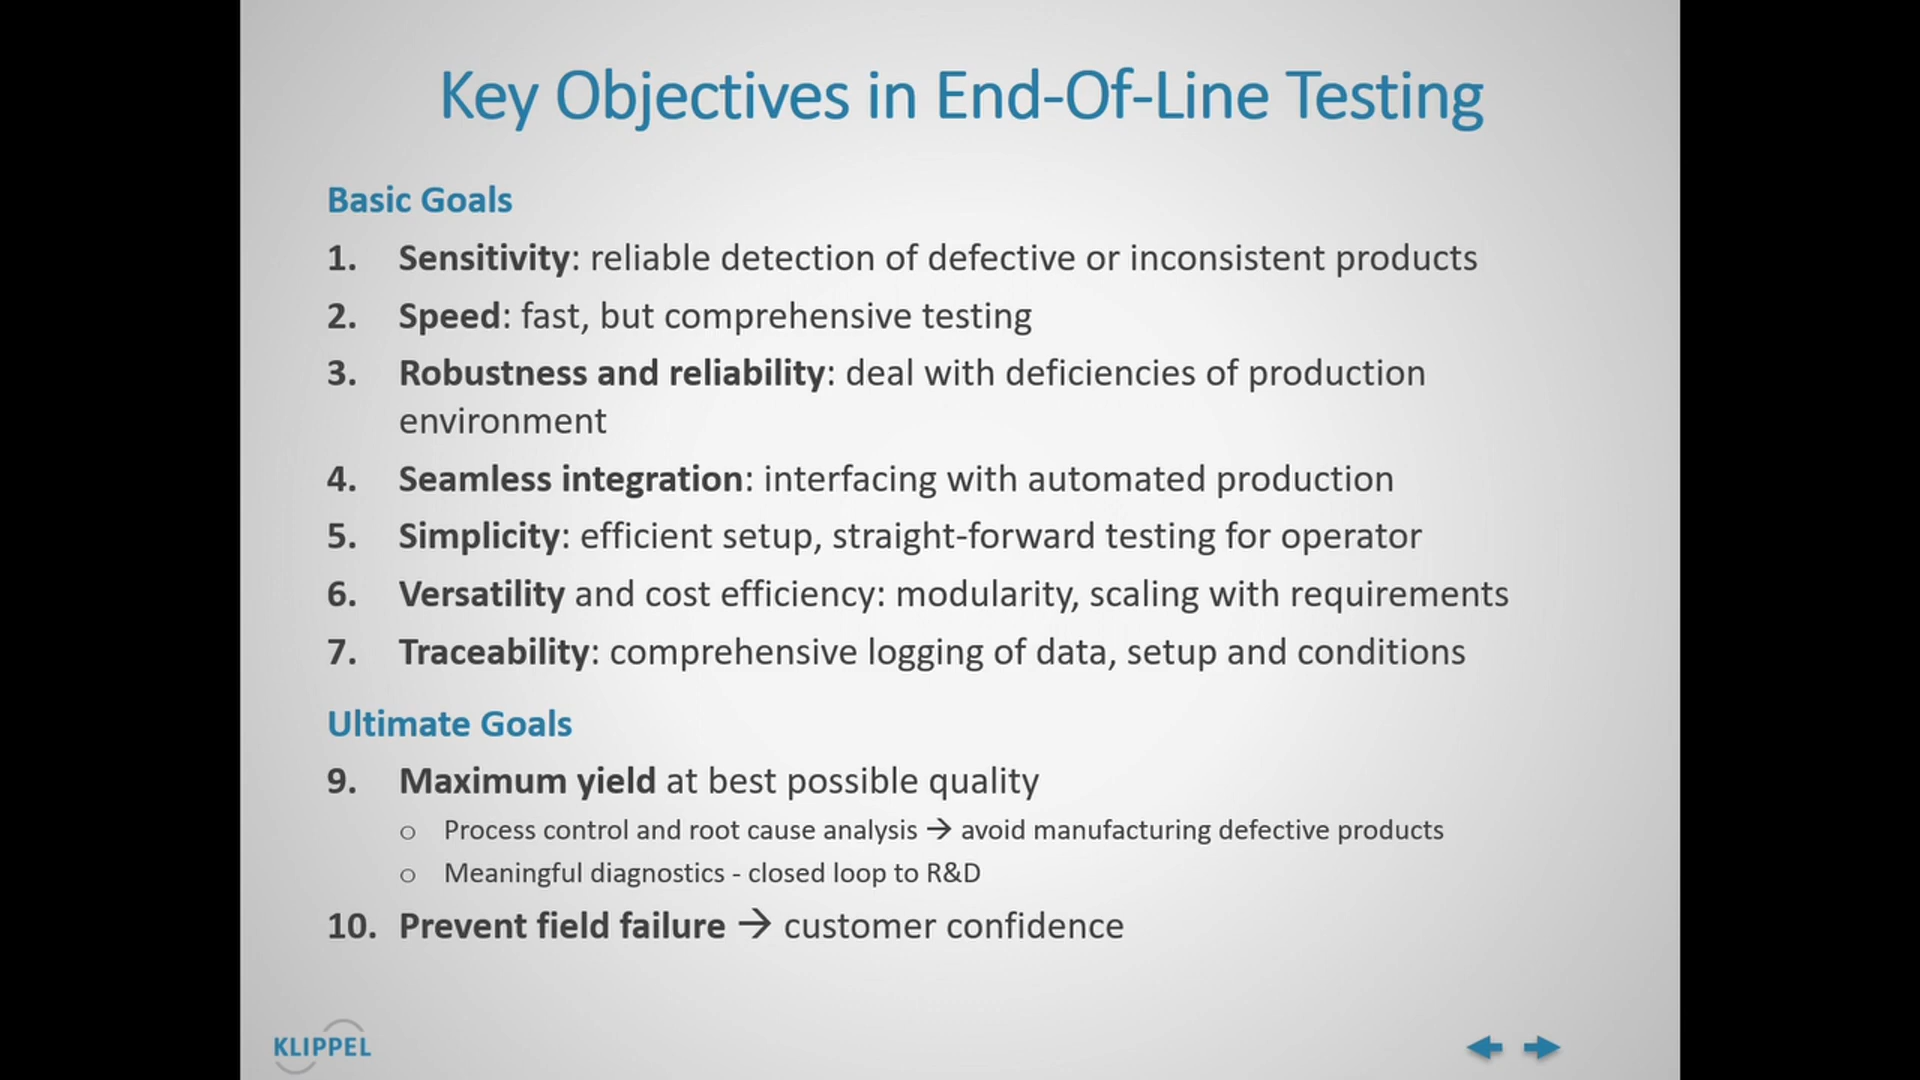 Key Objectives in End-Of-Line Testing
Basic Goals
1. Sensitivity: reliable detection of defective or inconsistent products
2. Speed: fast, but comprehensive testing
3. Robustness and reliability: deal with deficiencies of production
environment
4. Seamless integration: interfacing with automated production
5. Simplicity: efficient setup, straight-forward testing for operator
6. Versatility and cost efficiency: modularity, scaling with requirements
7. Traceability: comprehensive logging of data, setup and conditions
Ultimate Goals
9. Maximum yield at best possible quality
○ Process control and root cause analysis → avoid manufacturing defective products
○ Meaningful diagnostics - closed loop to R&D
10. Prevent field failure → customer confidence
KLIPPEL